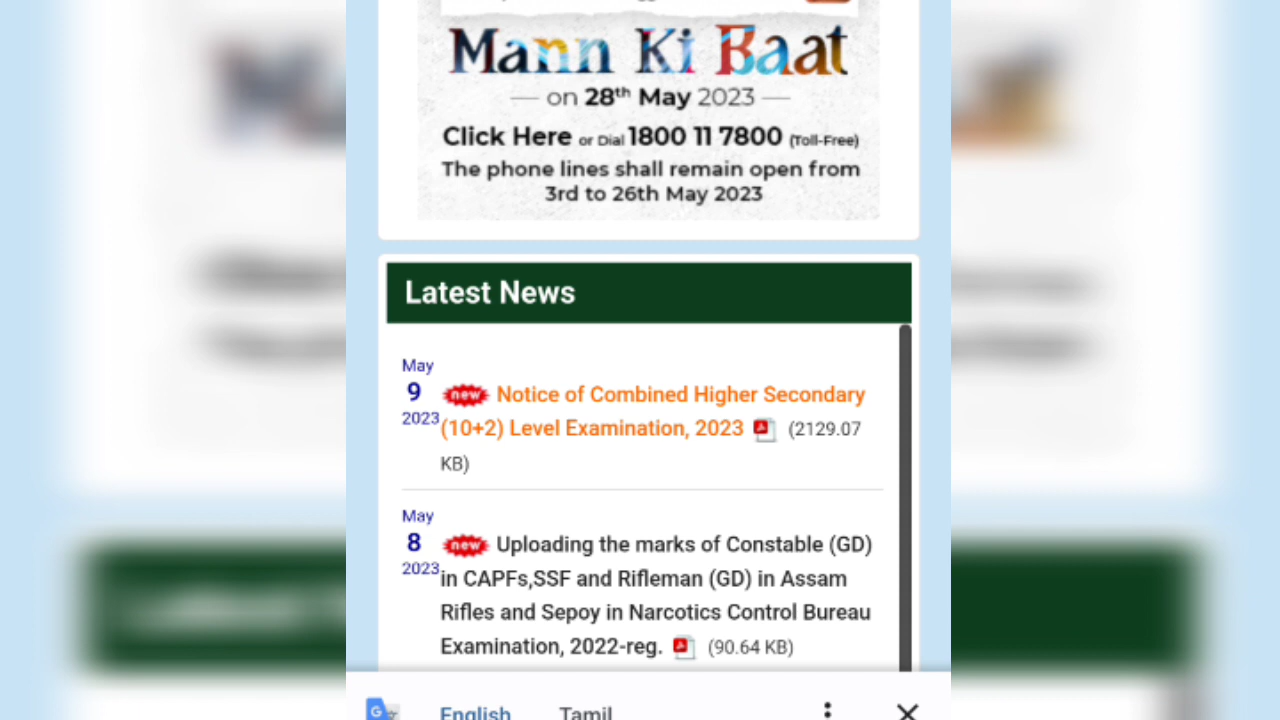 Mann Ki Baat
on 28th May 2023
Click Here or Dial 1800 11 7800 (Toll-Free)
The phone lines shall remain open from
3rd to 26th May 2023
Latest News
May
9
2023
new Notice of Combined Higher Secondary
(10+2) Level Examination, 2023 (2129.07
KB)
May
8
2023
new Uploading the marks of Constable (GD)
in CAPFs,SSF and Rifleman (GD) in Assam
Rifles and Sepoy in Narcotics Control Bureau
Examination, 2022-reg. (90.64 KB)
English Tamil